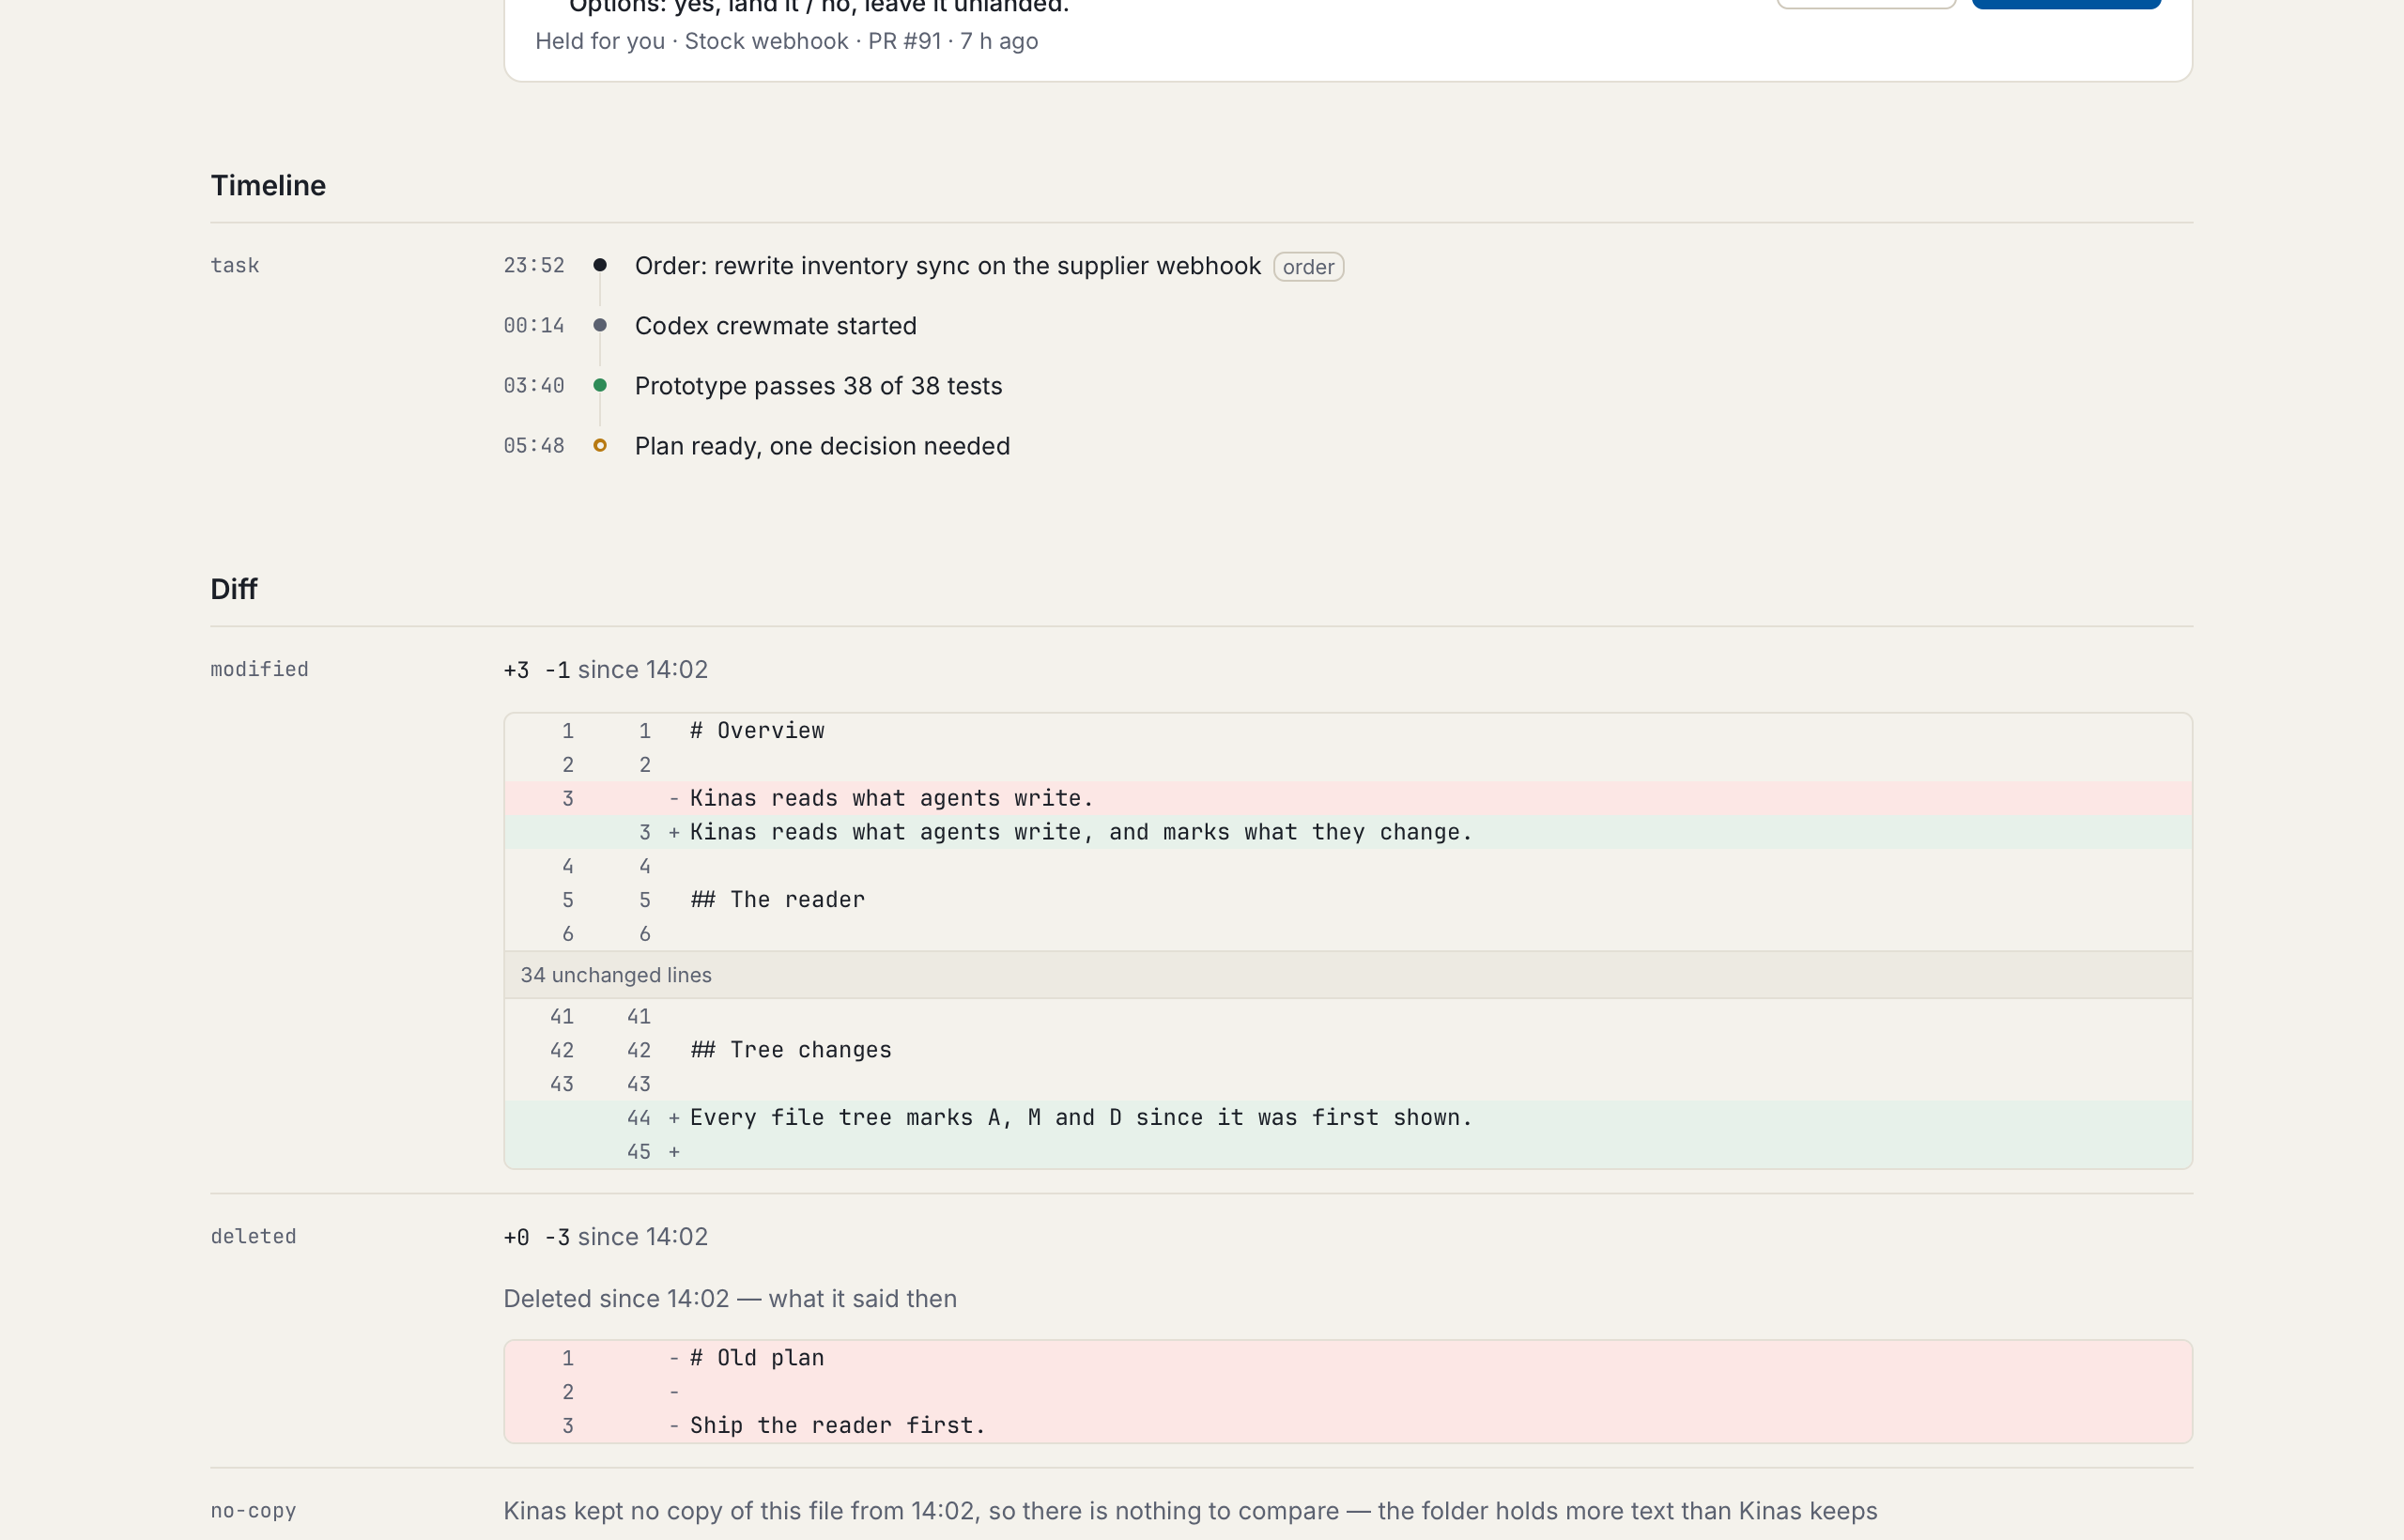 Options: yes, land it / no, leave it unlanded.
Held for you · Stock webhook · PR #91 · 7 h ago
Timeline
task
23:52 Order: rewrite inventory sync on the supplier webhook order
00:14 Codex crewmate started
03:40 Prototype passes 38 of 38 tests
05:48 Plan ready, one decision needed
Diff
modified
+3 -1 since 14:02
1 1 # Overview
2 2
3 - Kinas reads what agents write.
3 + Kinas reads what agents write, and marks what they change.
4 4
5 5 ## The reader
6 6
34 unchanged lines
41 41
42 42 ## Tree changes
43 43
44 + Every file tree marks A, M and D since it was first shown.
45 +
deleted
+0 -3 since 14:02
Deleted since 14:02 — what it said then
1 - # Old plan
2 -
3 - Ship the reader first.
no-copy
Kinas kept no copy of this file from 14:02, so there is nothing to compare — the folder holds more text than Kinas keeps